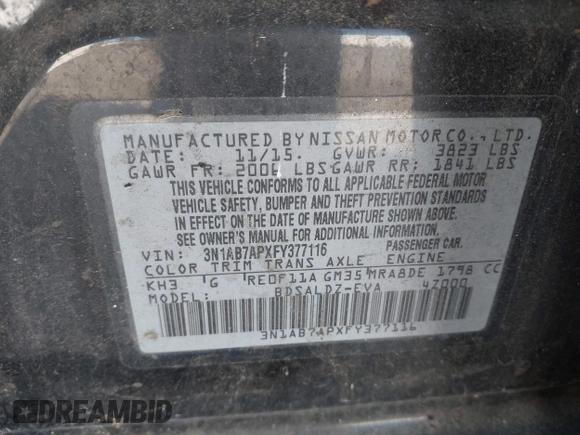 MANUFACTURED BY NISSAN MOTOR CO., LTD.
DATE: 11/15. GVWR: 3823 LBS
GAWR FR: 2006 LBS GAWR RR: 1841 LBS
THIS VEHICLE CONFORMS TO ALL APPLICABLE FEDERAL MOTOR
VEHICLE SAFETY, BUMPER AND THEFT PREVENTION STANDARDS
IN EFFECT ON THE DATE OF MANUFACTURE SHOWN ABOVE.
SEE OWNER'S MANUAL FOR ADDITIONAL INFORMATION.
VIN: 3N1AB7APXFY377116 PASSENGER CAR.
COLOR TRIM TRANS AXLE ENGINE
KH3 G RE0F11A GM35 MRA8DE 1798 CC
MODEL: BDSALDZ-EVA 4Z000
3N1AB7APXFY377116
DREAMBID